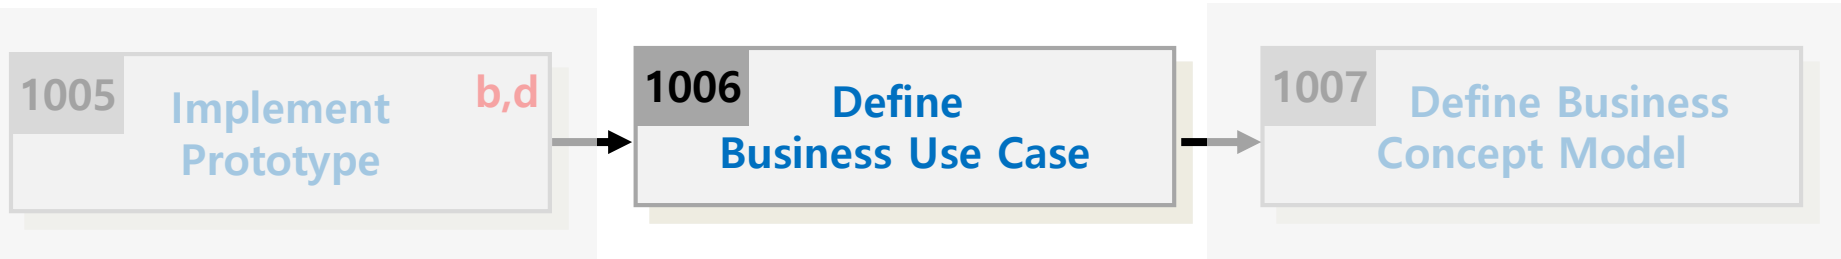 1005
Implement
Prototype
b,d
1006
Define
Business Use Case
1007
Define Business
Concept Model